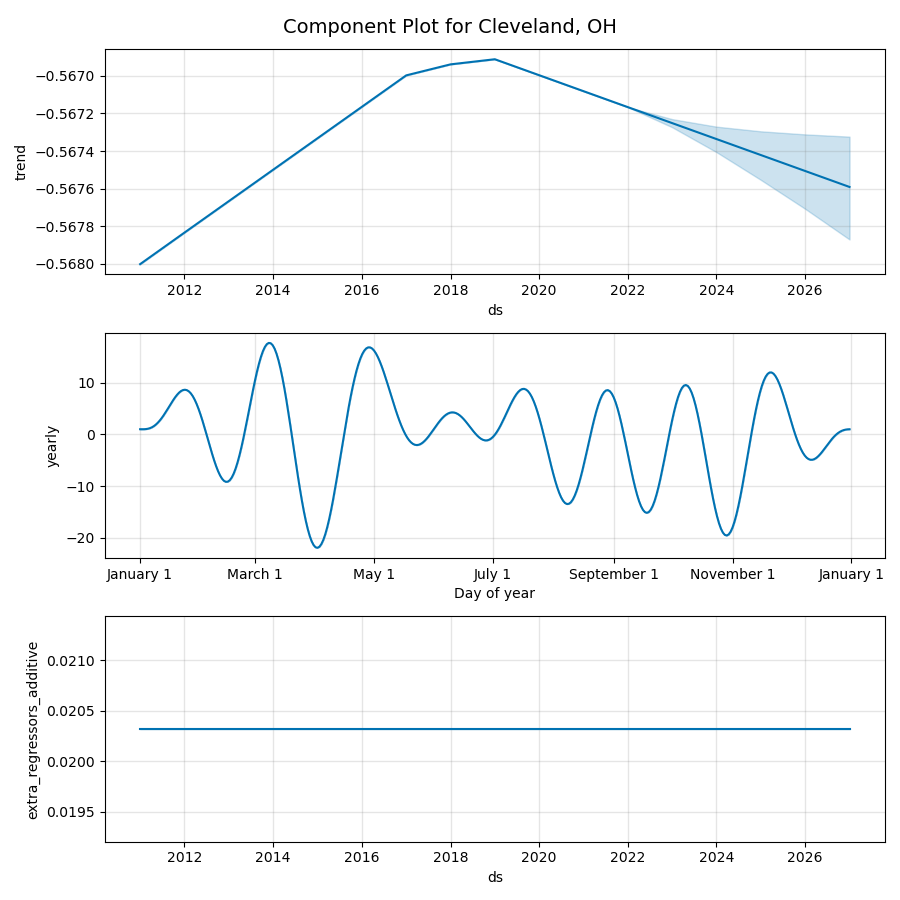 Component Plot for Cleveland, OH
−0.5670
−0.5672
−0.5674
−0.5676
−0.5678
−0.5680
trend
2012 2014 2016 2018 2020 2022 2024 2026
ds
10
0
−10
−20
yearly
January 1 March 1 May 1 July 1 September 1 November 1 January 1
Day of year
0.0210
0.0205
0.0200
0.0195
extra_regressors_additive
2012 2014 2016 2018 2020 2022 2024 2026
ds